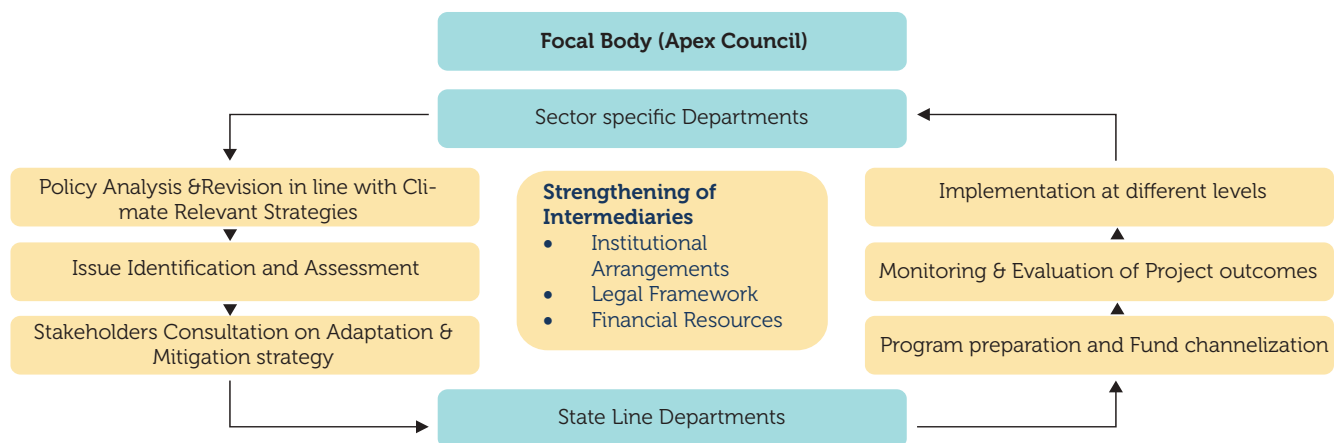 Focal Body (Apex Council)
Sector specific Departments
Policy Analysis &Revision in line with Cli-
mate Relevant Strategies
Issue Identification and Assessment
Stakeholders Consultation on Adaptation &
Mitigation strategy
Strengthening of
Intermediaries
• Institutional
Arrangements
• Legal Framework
• Financial Resources
Implementation at different levels
Monitoring & Evaluation of Project outcomes
Program preparation and Fund channelization
State Line Departments